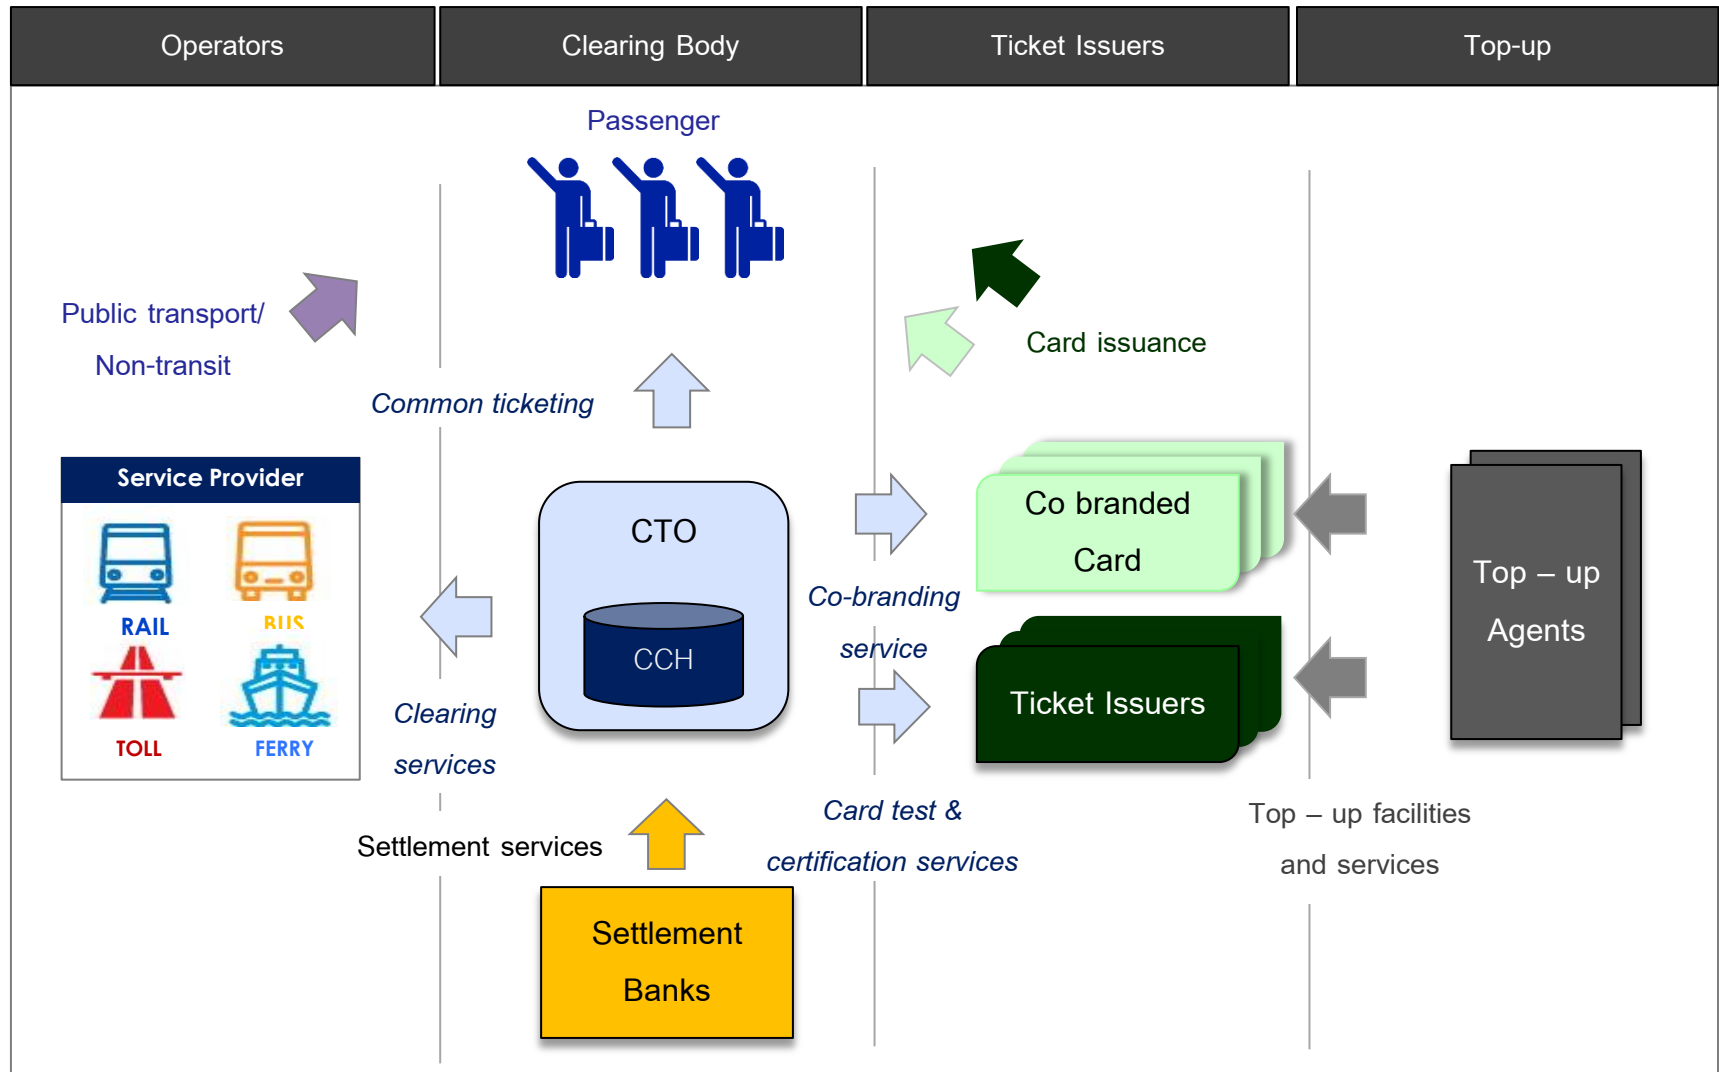 Operators
Clearing Body
Ticket Issuers
Top-up
Passenger
Public transport/
Non-transit
Card issuance
Common ticketing
Service Provider
RAIL
BUS
TOLL
FERRY
CTO
CCH
Co branded
Card
Co-branding
service
Ticket Issuers
Top – up
Agents
Clearing
services
Settlement services
Card test &
certification services
Top – up facilities
and services
Settlement
Banks